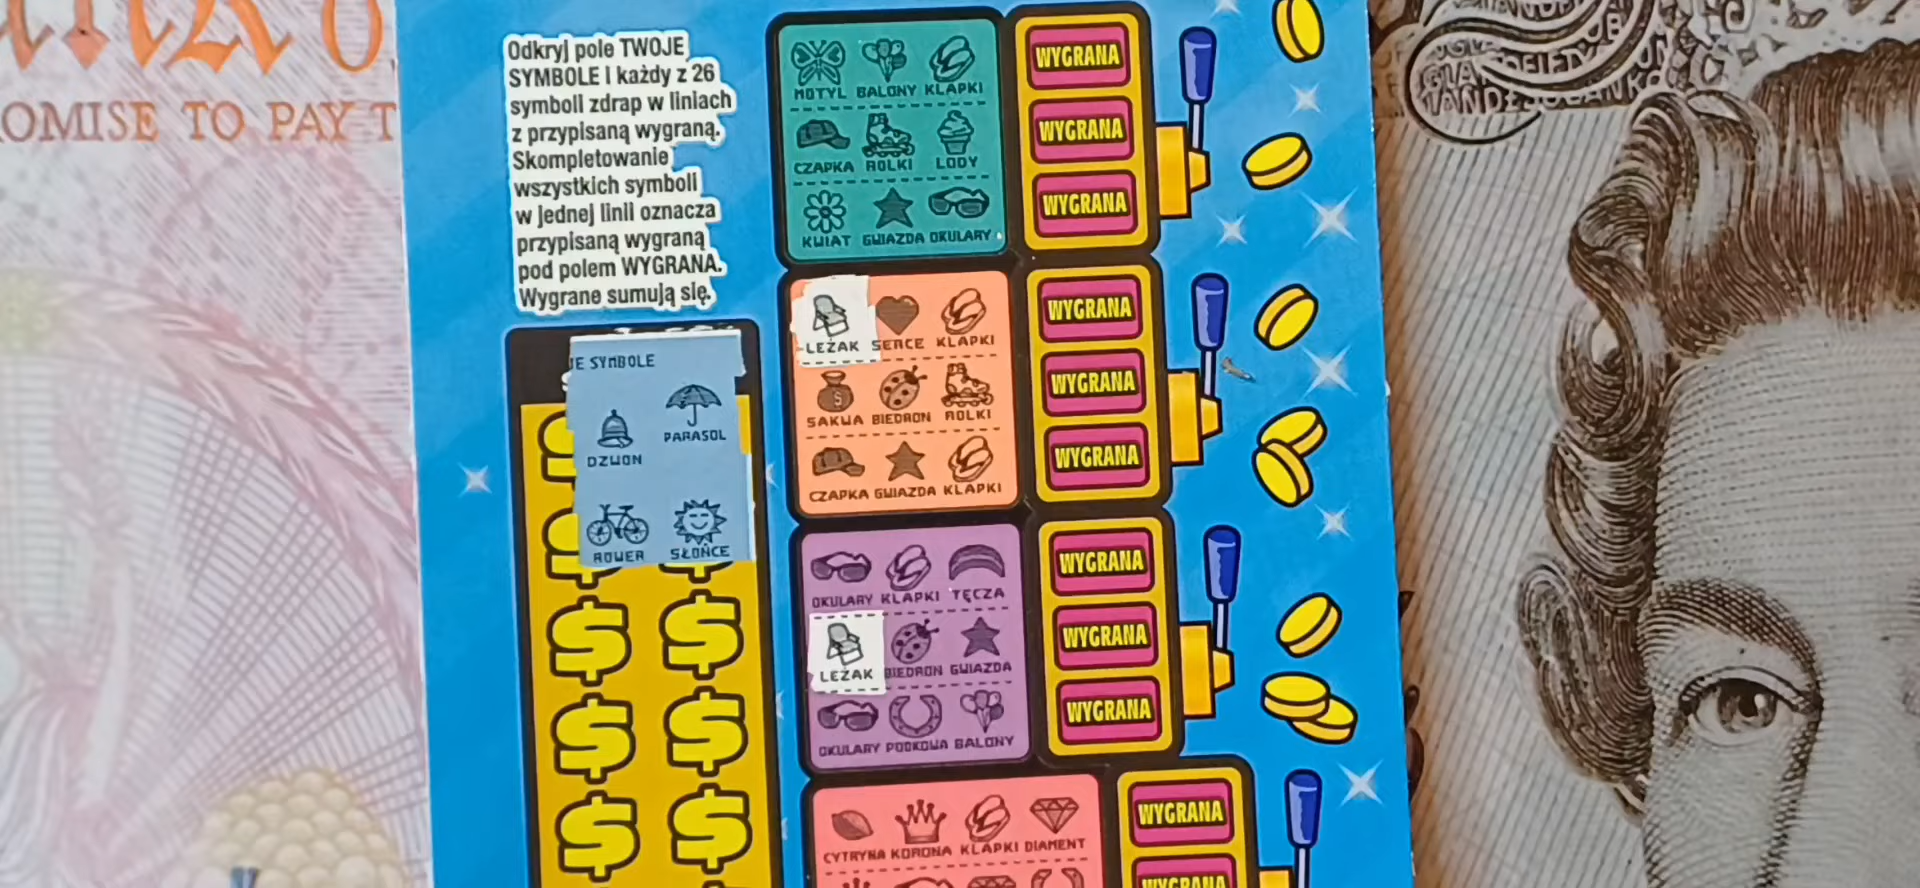 OMISE TO PAY T
Odkryj pole TWOJE
SYMBOLE i każdy z 26
symboli zdrap w liniach
z przypisaną wygraną.
Skompletowanie
wszystkich symboli
w jednej linii oznacza
przypisaną wygraną
pod polem WYGRANA.
Wygrane sumują się.
JE SYMBOLE
PARASOL
DZWON
ROWER SŁOŃCE
MOTYL BALONY KLAPKI
CZAPKA ROLKI LODY
KWIAT GWIAZDA OKULARY
WYGRANA
WYGRANA
WYGRANA
LEŻAK SERCE KLAPKI
SAKWA BIEDRON ROLKI
CZAPKA GWIAZDA KLAPKI
WYGRANA
WYGRANA
WYGRANA
OKULARY KLAPKI TĘCZA
LEŻAK BIEDRON GWIAZDA
OKULARY PODKOWA BALONY
WYGRANA
WYGRANA
WYGRANA
CYTRYNA KORONA KLAPKI DIAMENT
WYGRANA
WYGRANA